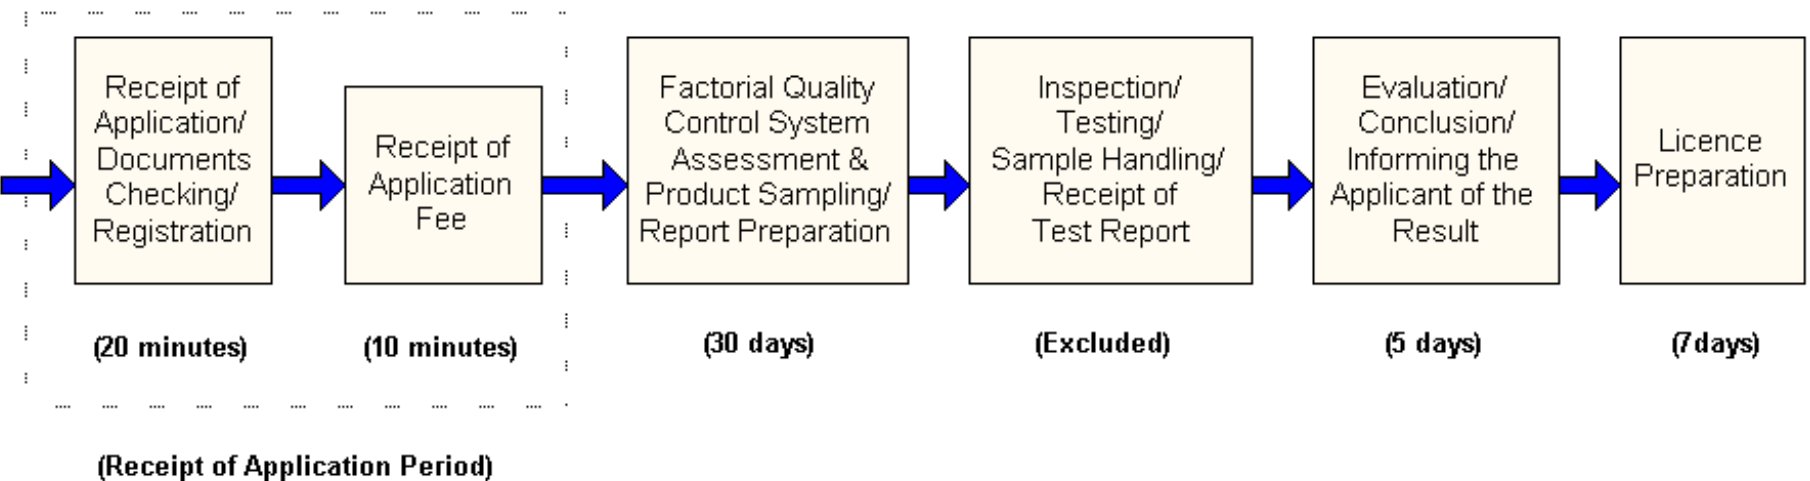 Receipt of
Application/
Documents
Checking/
Registration
Receipt of
Application
Fee
Factorial Quality
Control System
Assessment &
Product Sampling/
Report Preparation
Inspection/
Testing/
Sample Handling/
Receipt of
Test Report
Evaluation/
Conclusion/
Informing the
Applicant of the
Result
Licence
Preparation
(20 minutes)
(10 minutes)
(30 days)
(Excluded)
(5 days)
(7days)
(Receipt of Application Period)